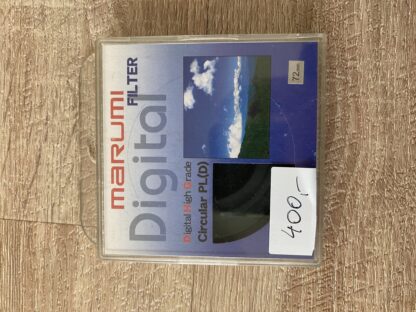 marumi
FILTER
Digital
Digital High Grade
Circular PL(D)
72mm
400,-